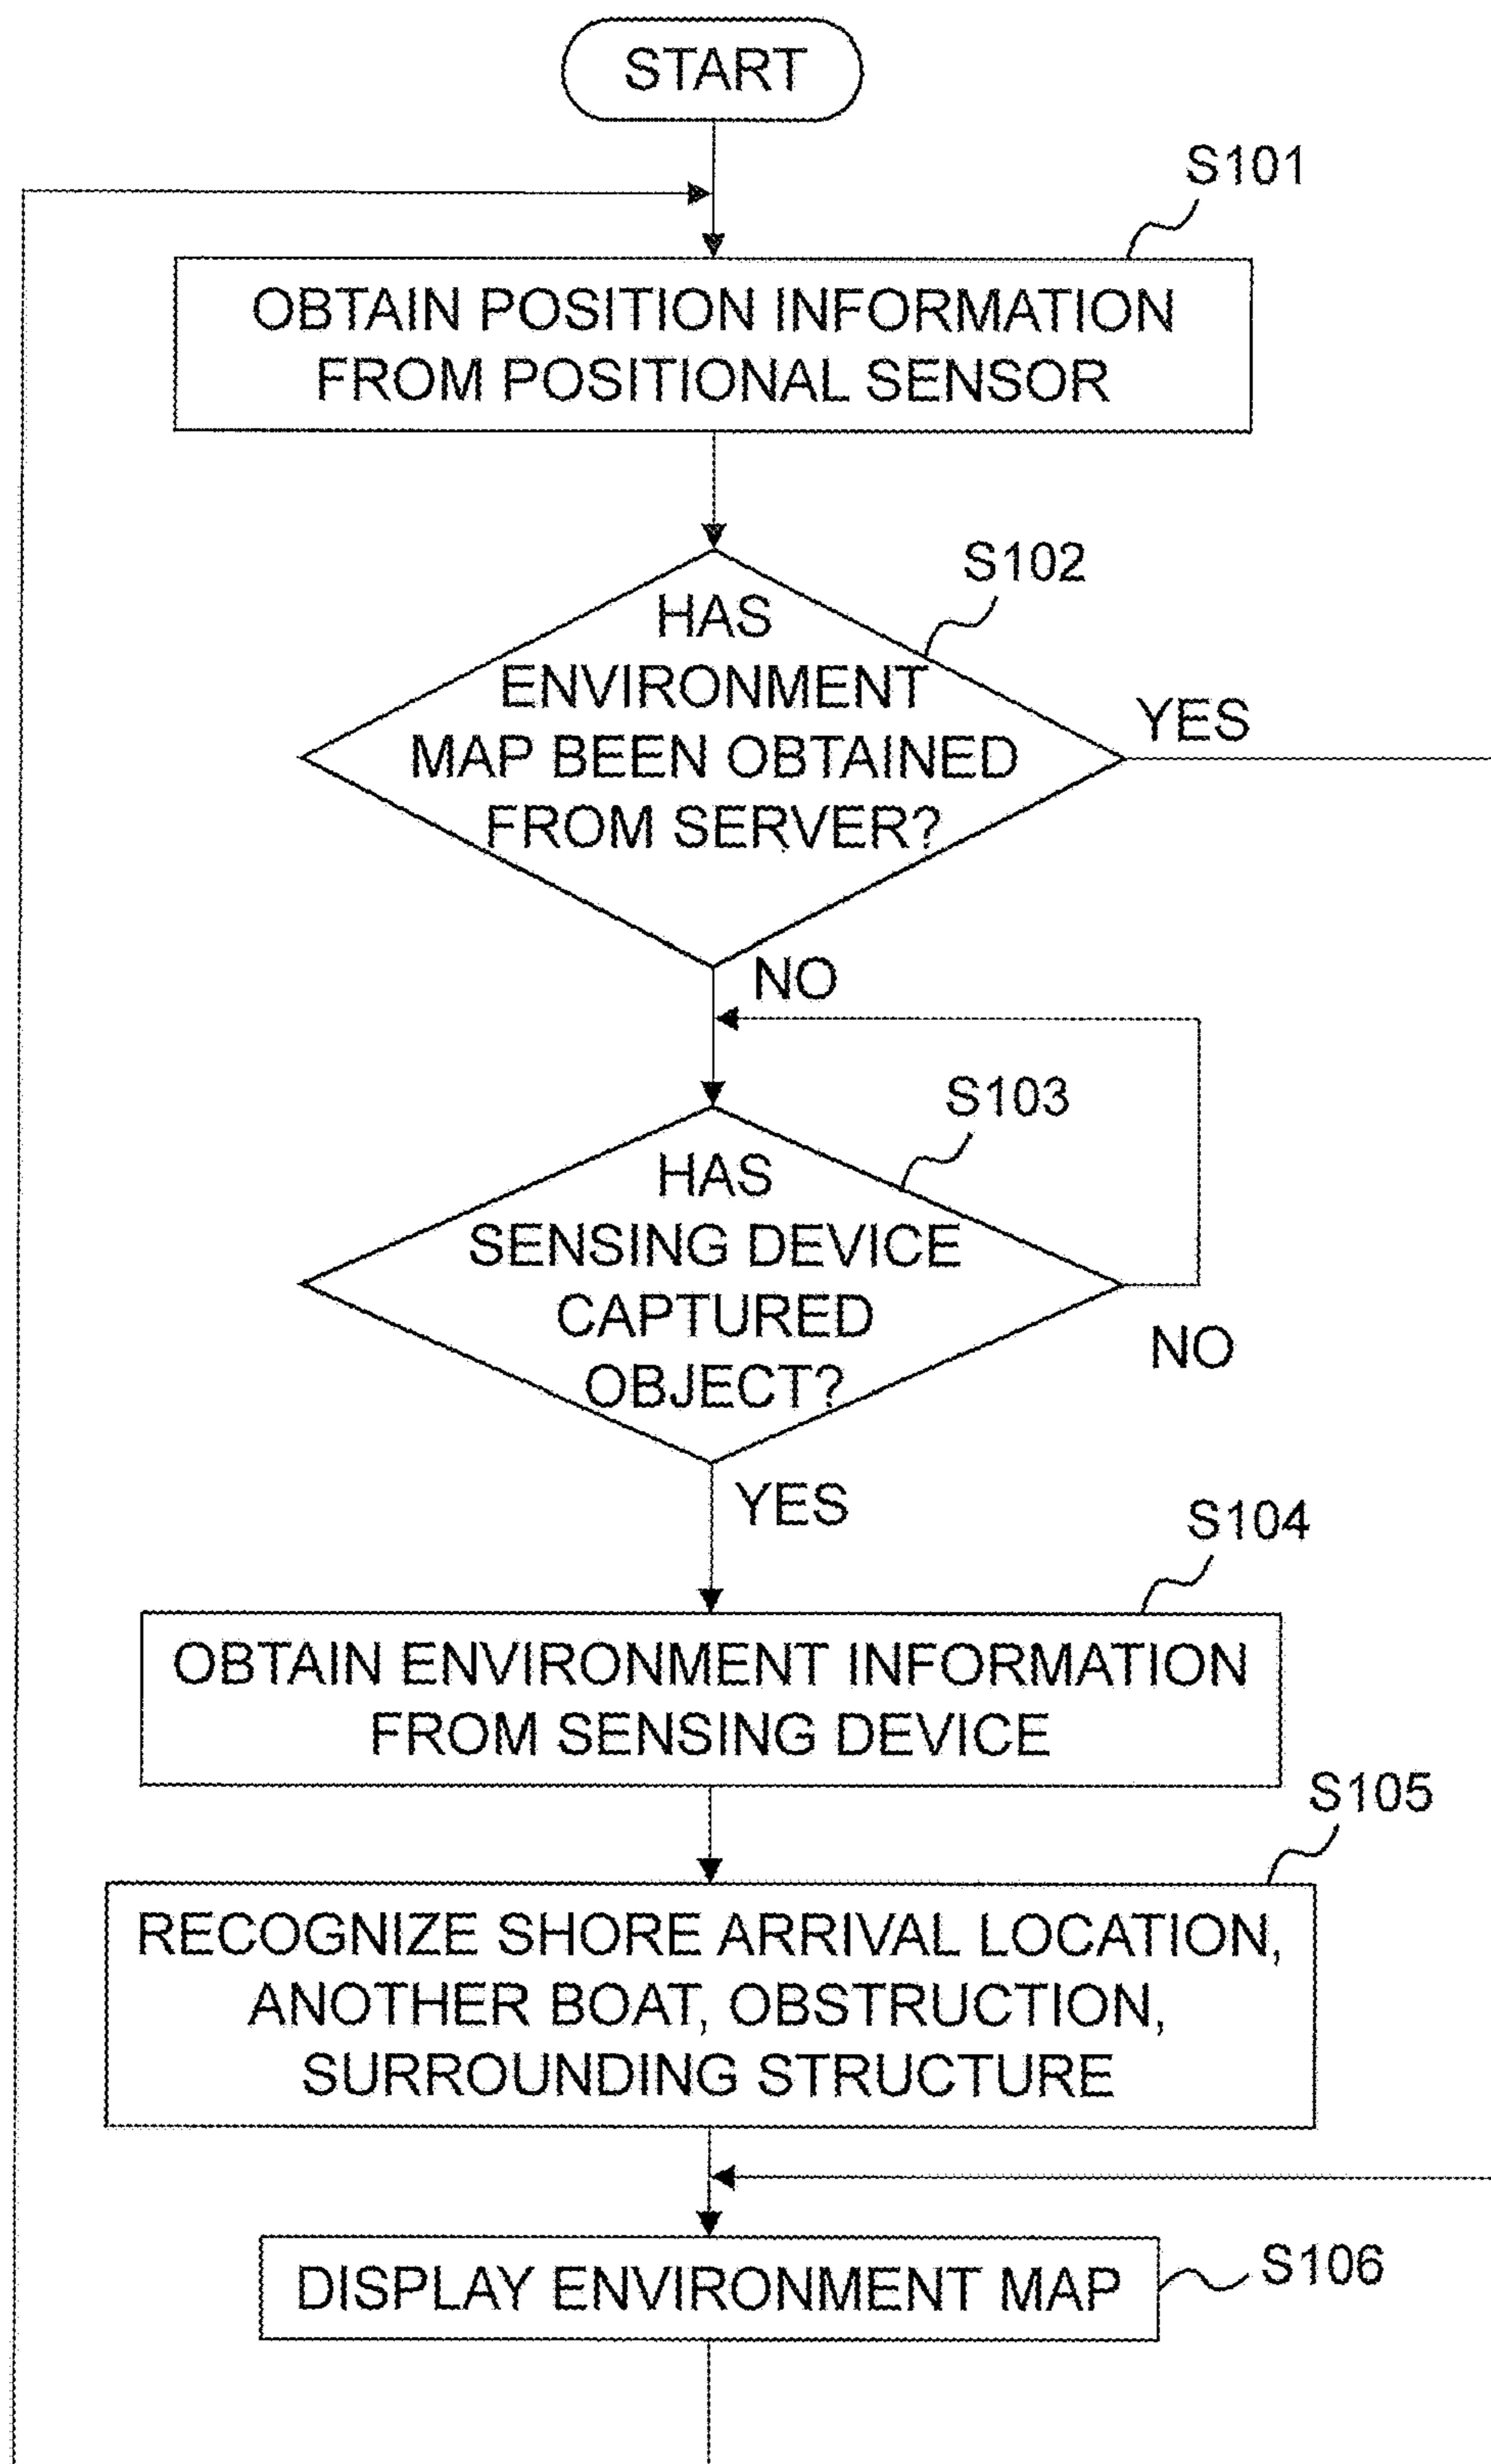 START
S101
OBTAIN POSITION INFORMATION
FROM POSITIONAL SENSOR
S102
HAS
ENVIRONMENT
MAP BEEN OBTAINED
FROM SERVER?
YES
NO
S103
HAS
SENSING DEVICE
CAPTURED
OBJECT?
NO
YES
S104
OBTAIN ENVIRONMENT INFORMATION
FROM SENSING DEVICE
S105
RECOGNIZE SHORE ARRIVAL LOCATION,
ANOTHER BOAT, OBSTRUCTION,
SURROUNDING STRUCTURE
DISPLAY ENVIRONMENT MAP
S106